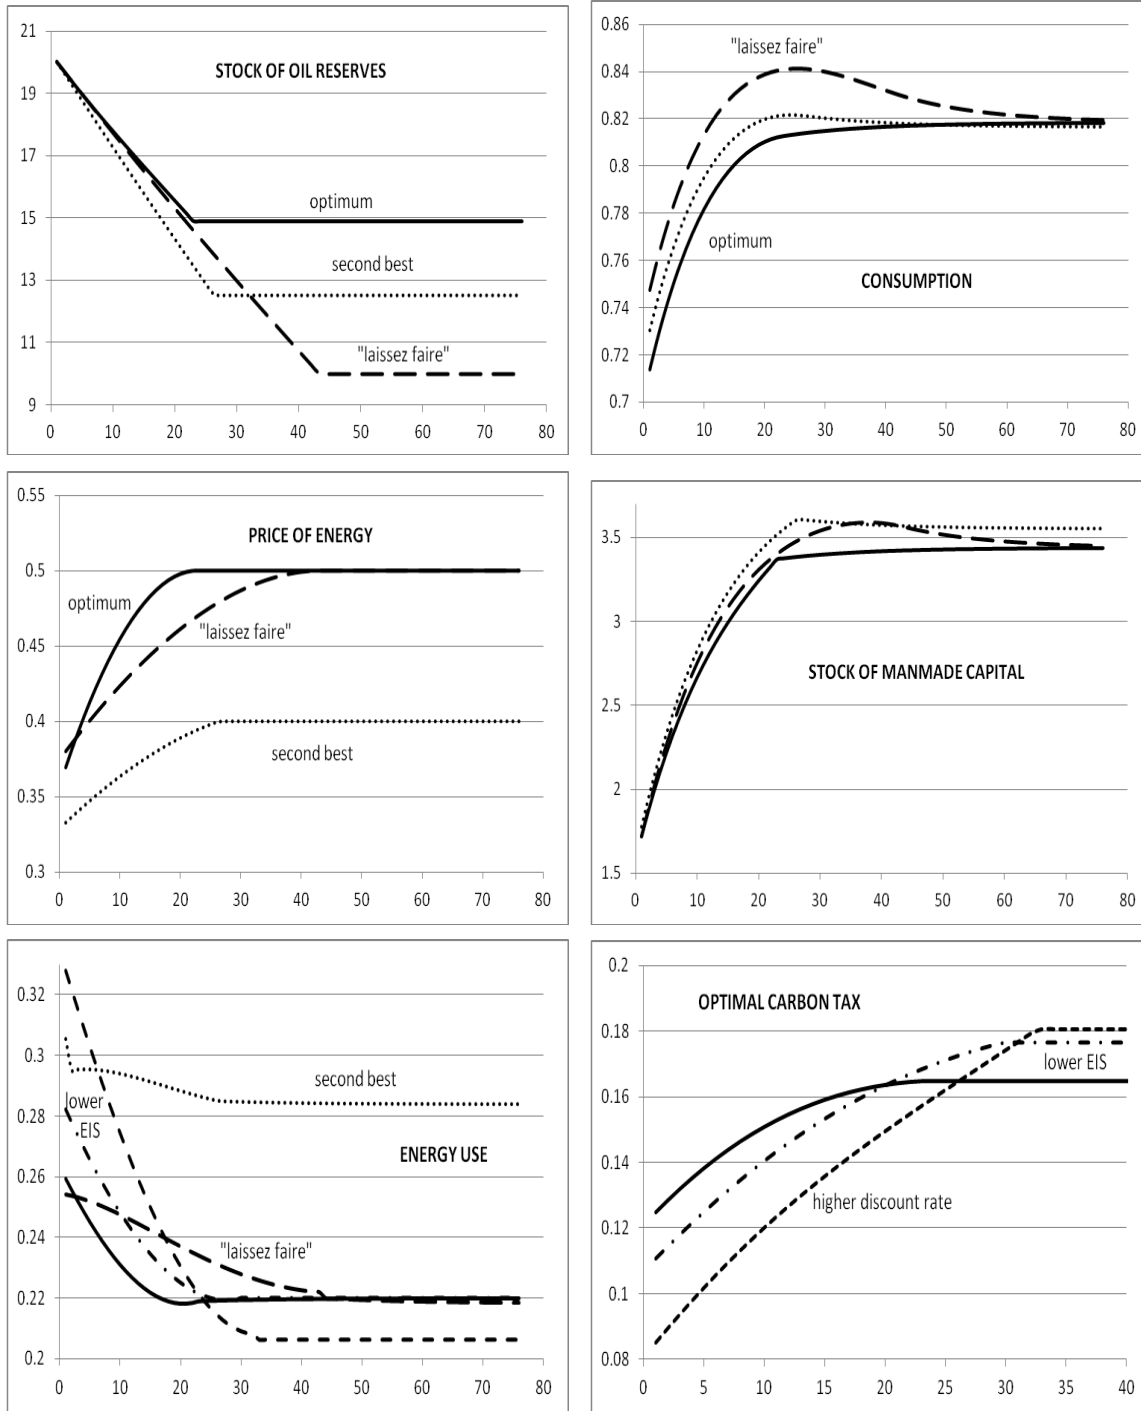 21
19
17
15
13
11
9
STOCK OF OIL RESERVES
optimum
second best
"laissez faire"
0 10 20 30 40 50 60 70 80
0.86
0.84
0.82
0.8
0.78
0.76
0.74
0.72
0.7
"laissez faire"
optimum
CONSUMPTION
0 10 20 30 40 50 60 70 80
0.55
0.5
0.45
0.4
0.35
0.3
PRICE OF ENERGY
optimum
"laissez faire"
second best
0 10 20 30 40 50 60 70 80
3.5
3
2.5
2
1.5
STOCK OF MANMADE CAPITAL
0 10 20 30 40 50 60 70 80
0.32
0.3
0.28
0.26
0.24
0.22
0.2
second best
lower
EIS
ENERGY USE
"laissez faire"
0 10 20 30 40 50 60 70 80
0.2
0.18
0.16
0.14
0.12
0.1
0.08
OPTIMAL CARBON TAX
lower EIS
higher discount rate
0 5 10 15 20 25 30 35 40